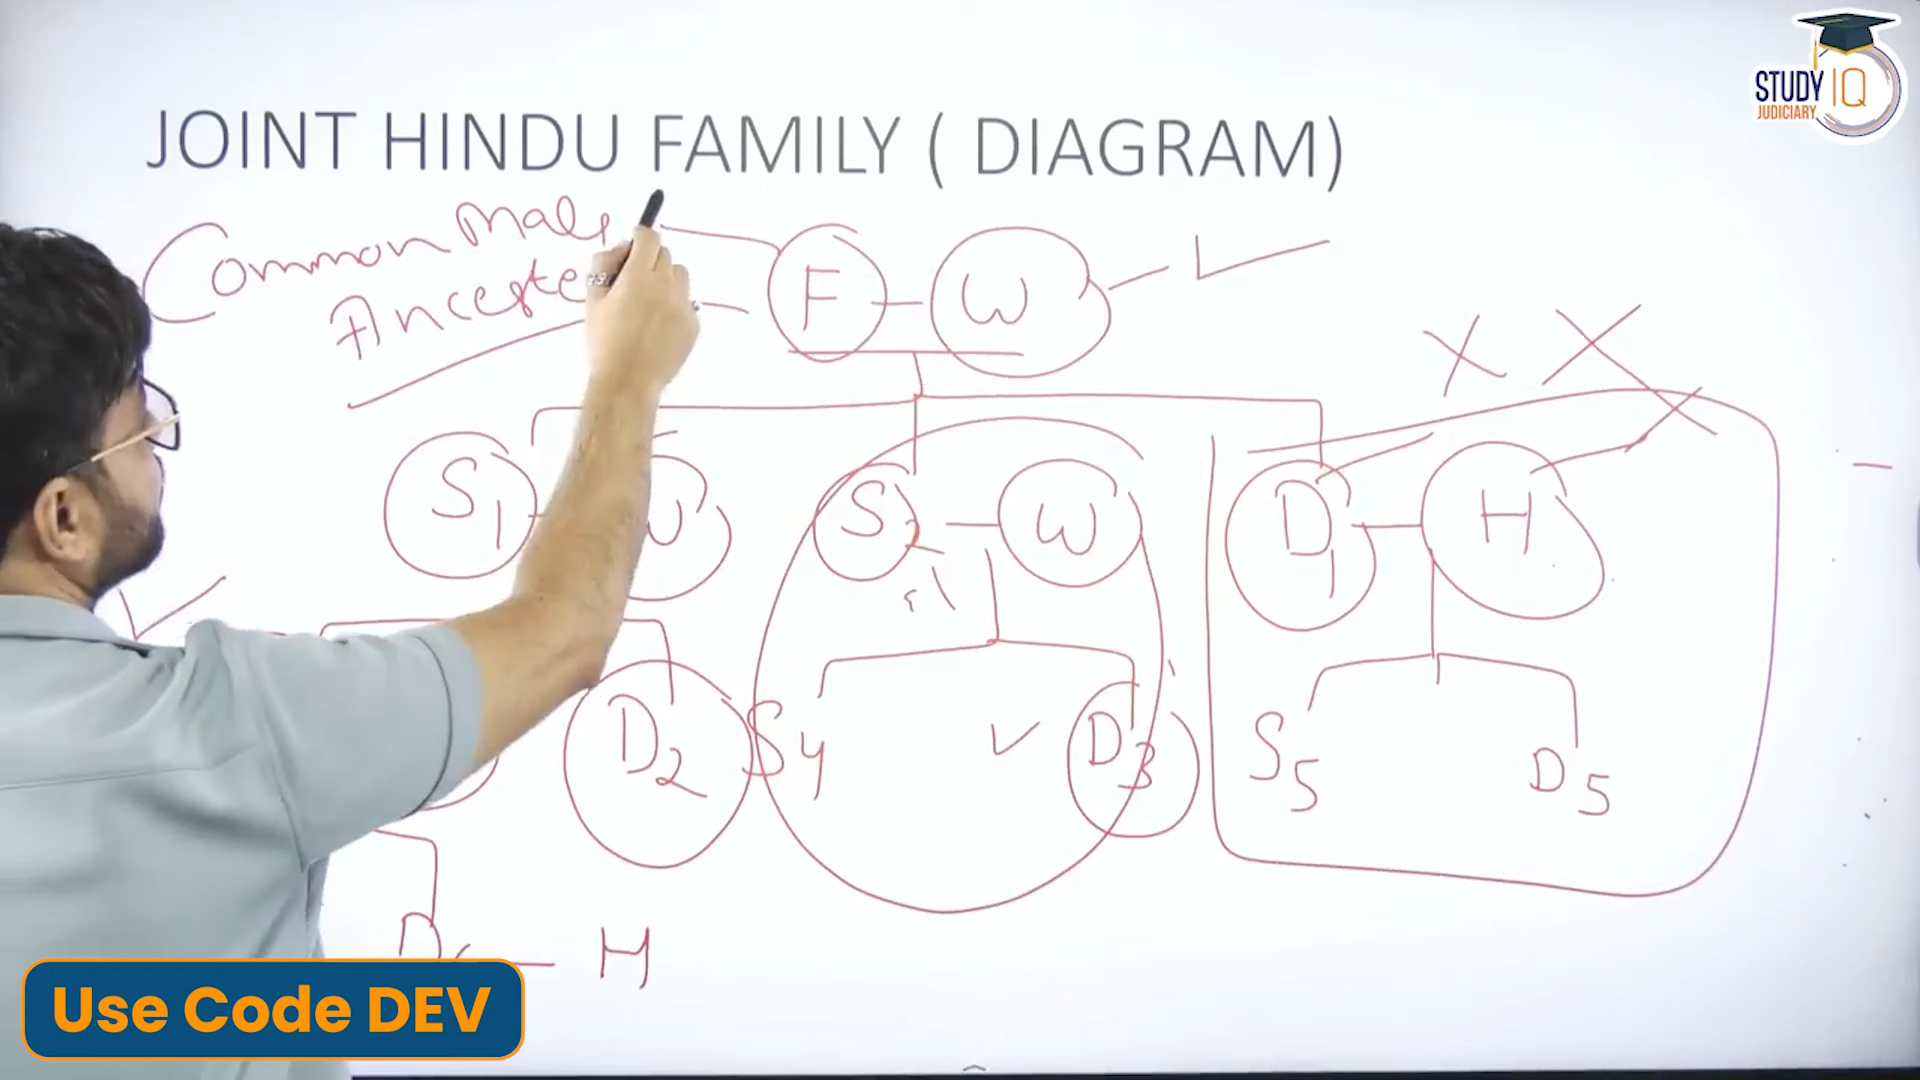 STUDY IQ
JUDICIARY
JOINT HINDU FAMILY ( DIAGRAM)
Common Male
F W
S1 S W D1 H
D2 S4 D3 S5 D5
H
Use Code DEV